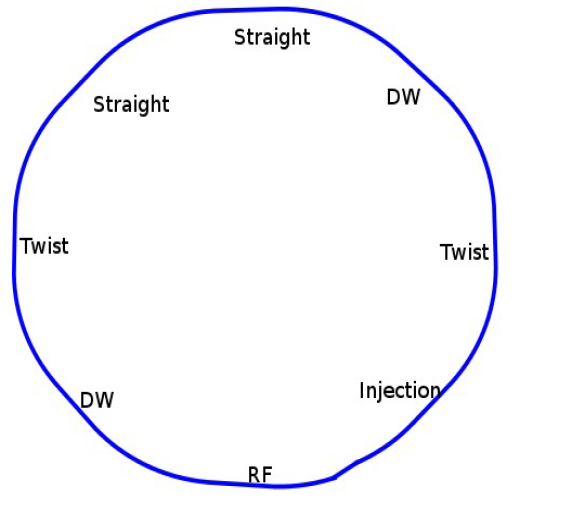 Straight
DW
Straight
Twist
Twist
Injection
DW
RF